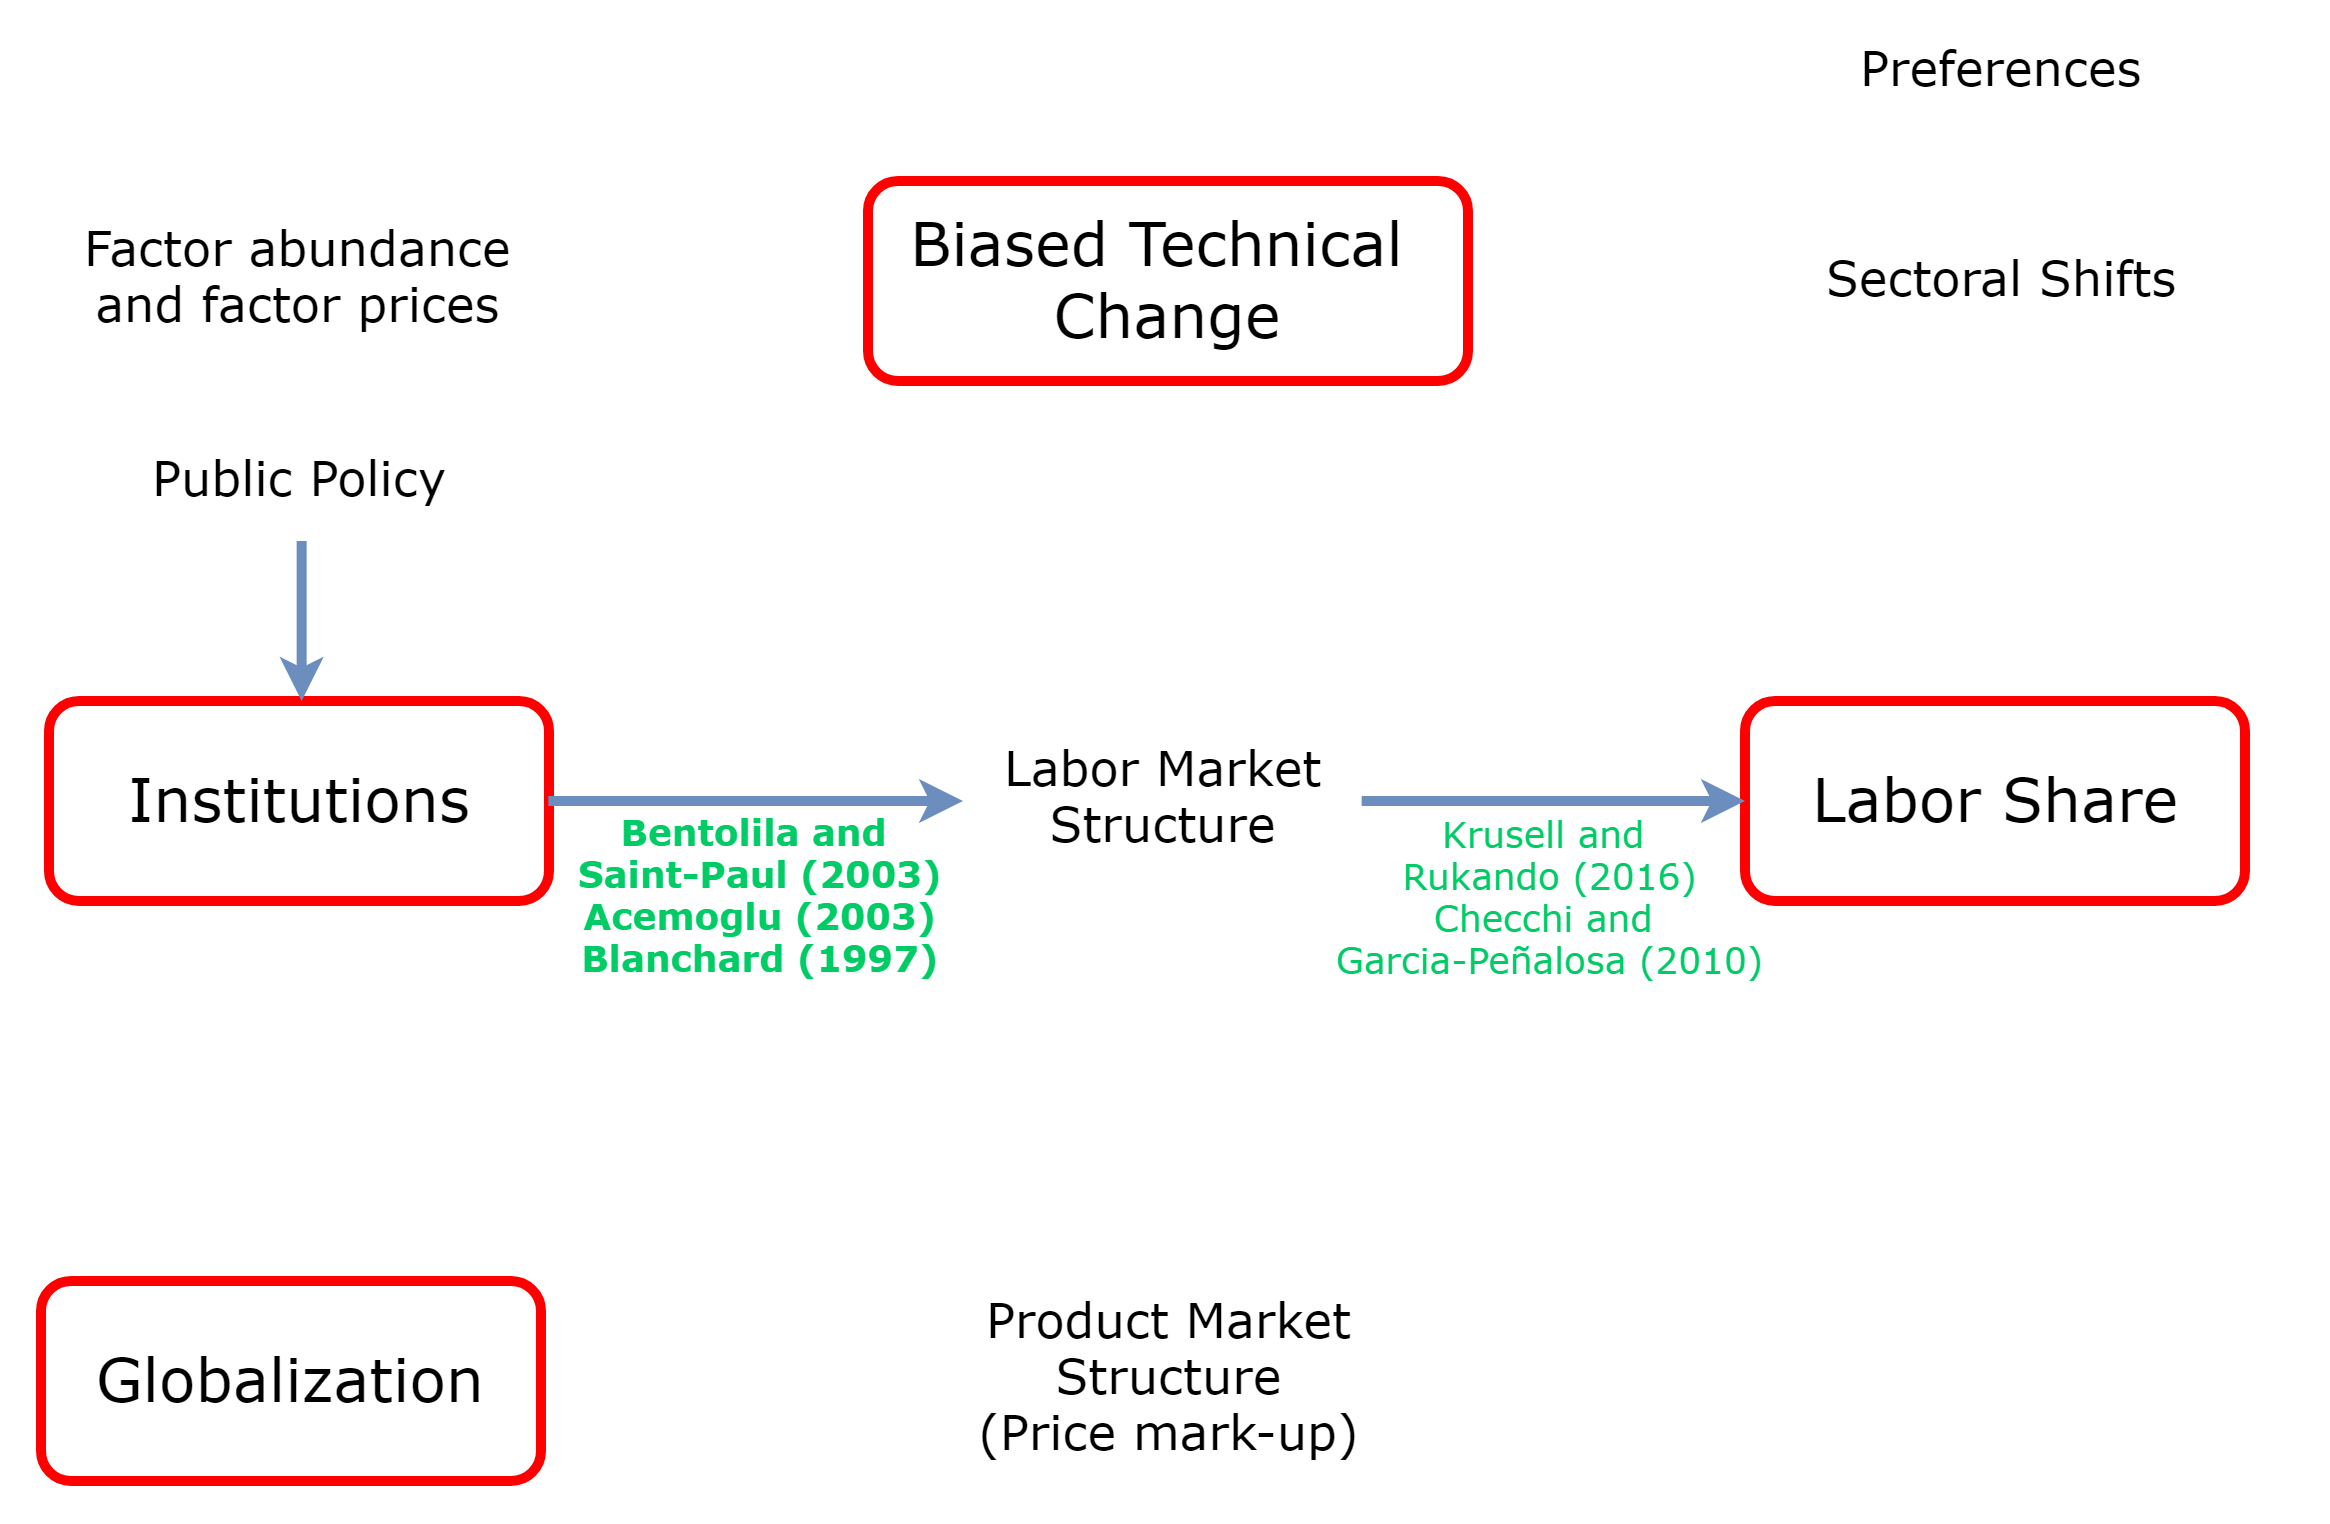 Preferences
Biased Technical
Change
Factor abundance
and factor prices
Sectoral Shifts
Public Policy
Institutions
Bentolila and
Saint-Paul (2003)
Acemoglu (2003)
Blanchard (1997)
Labor Market
Structure
Krusell and
Rukando (2016)
Checchi and
Garcia-Peñalosa (2010)
Labor Share
Globalization
Product Market
Structure
(Price mark-up)